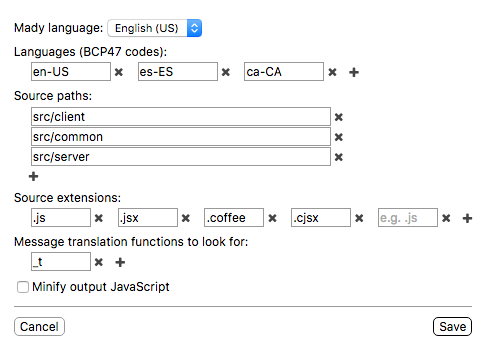 Mady language: English (US)
Languages (BCP47 codes):
en-US es-ES ca-CA
Source paths:
src/client
src/common
src/server
Source extensions:
.js .jsx .coffee .cjsx e.g. .js
Message translation functions to look for:
_t
Minify output JavaScript
Cancel Save